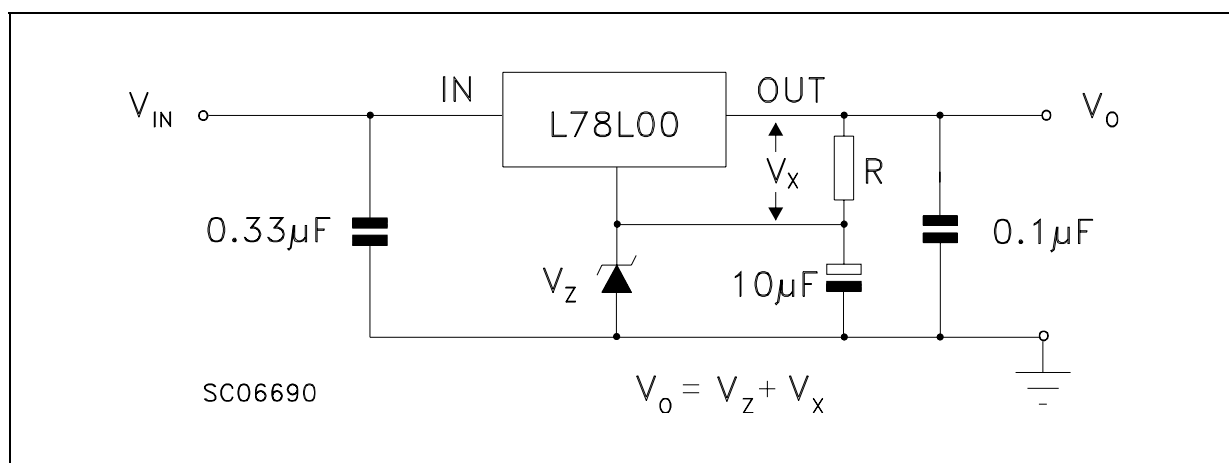 IN
OUT
V_IN
L78L00
V_O
V_X
R
0.33µF
0.1µF
V_Z
10µF
SC06690
V_O = V_Z + V_X